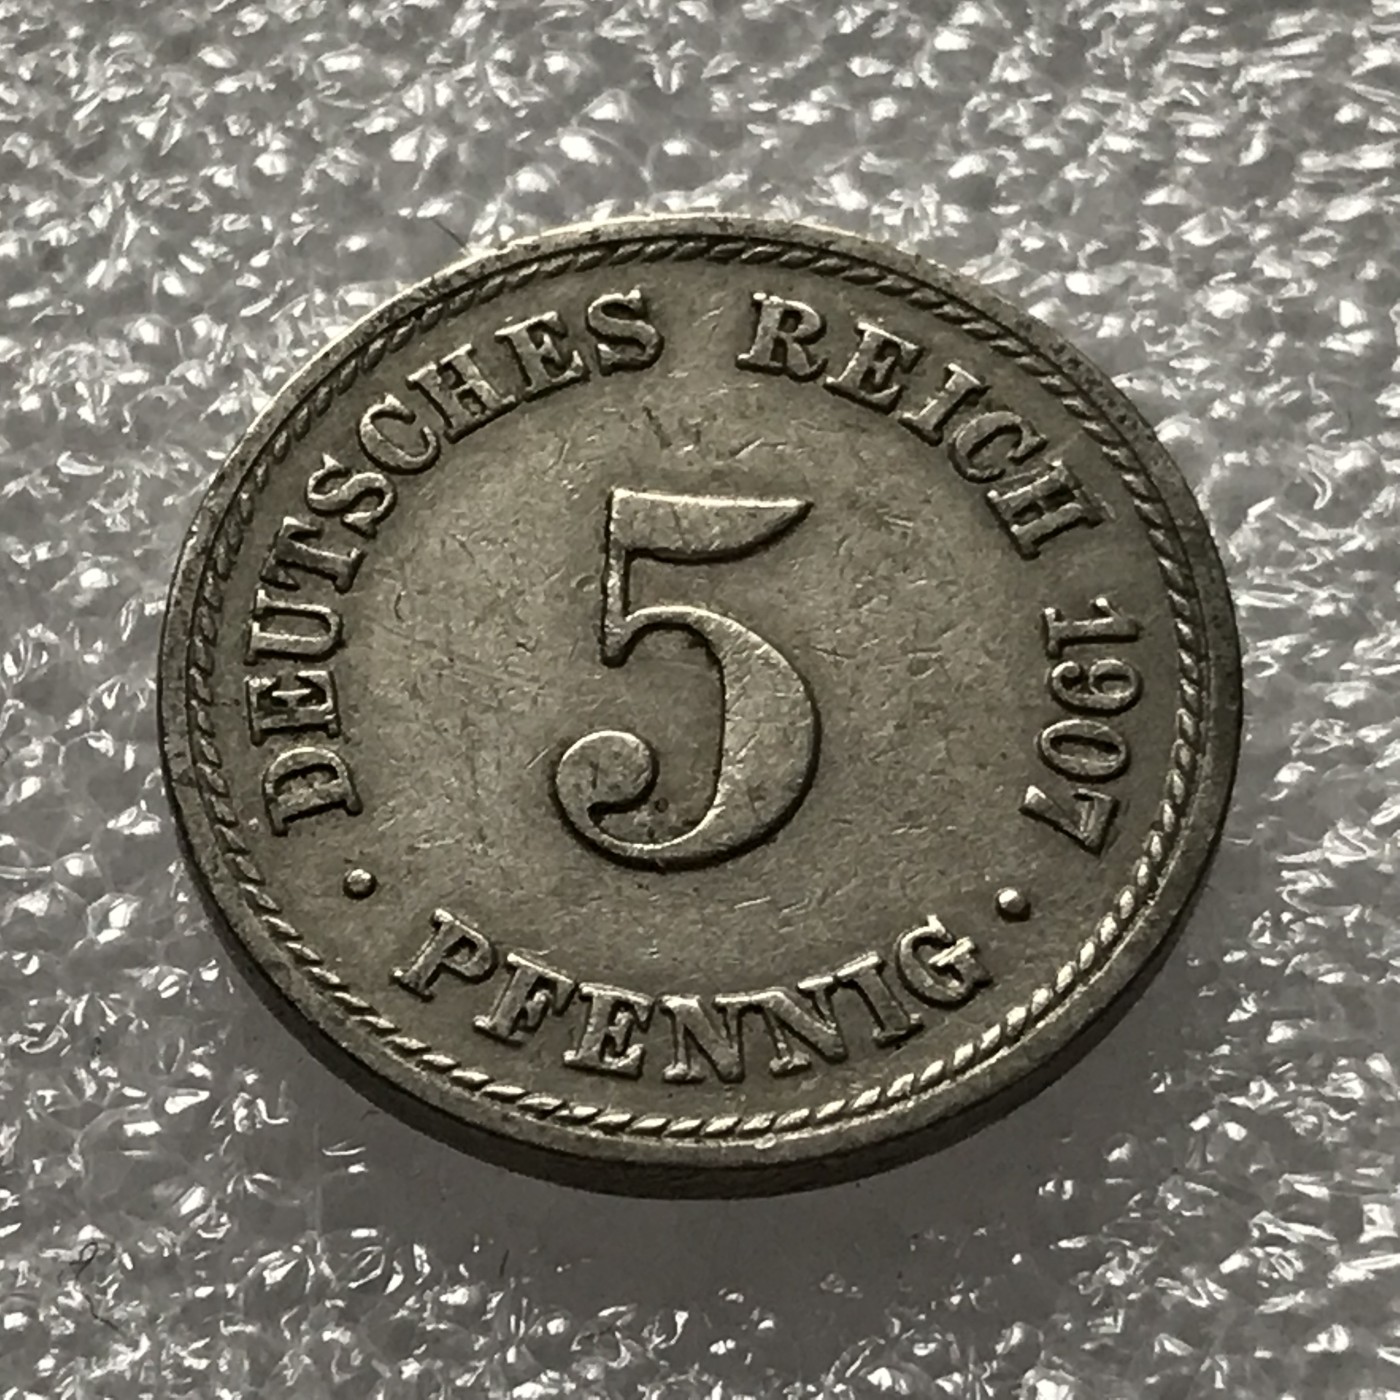 DEUTSCHES REICH 1907
5
· PFENNIG ·